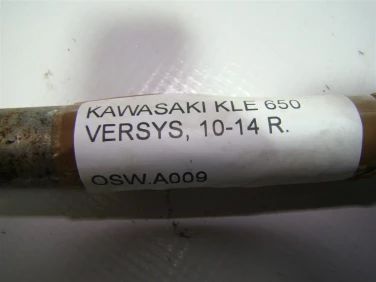 KAWASAKI KLE 650
VERSYS, 10-14 R.
OSW.A009